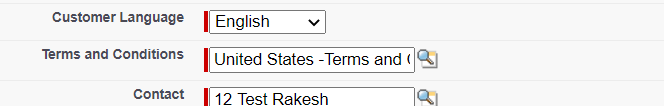 Customer Language English
Terms and Conditions United States -Terms and
Contact 12 Test Rakesh